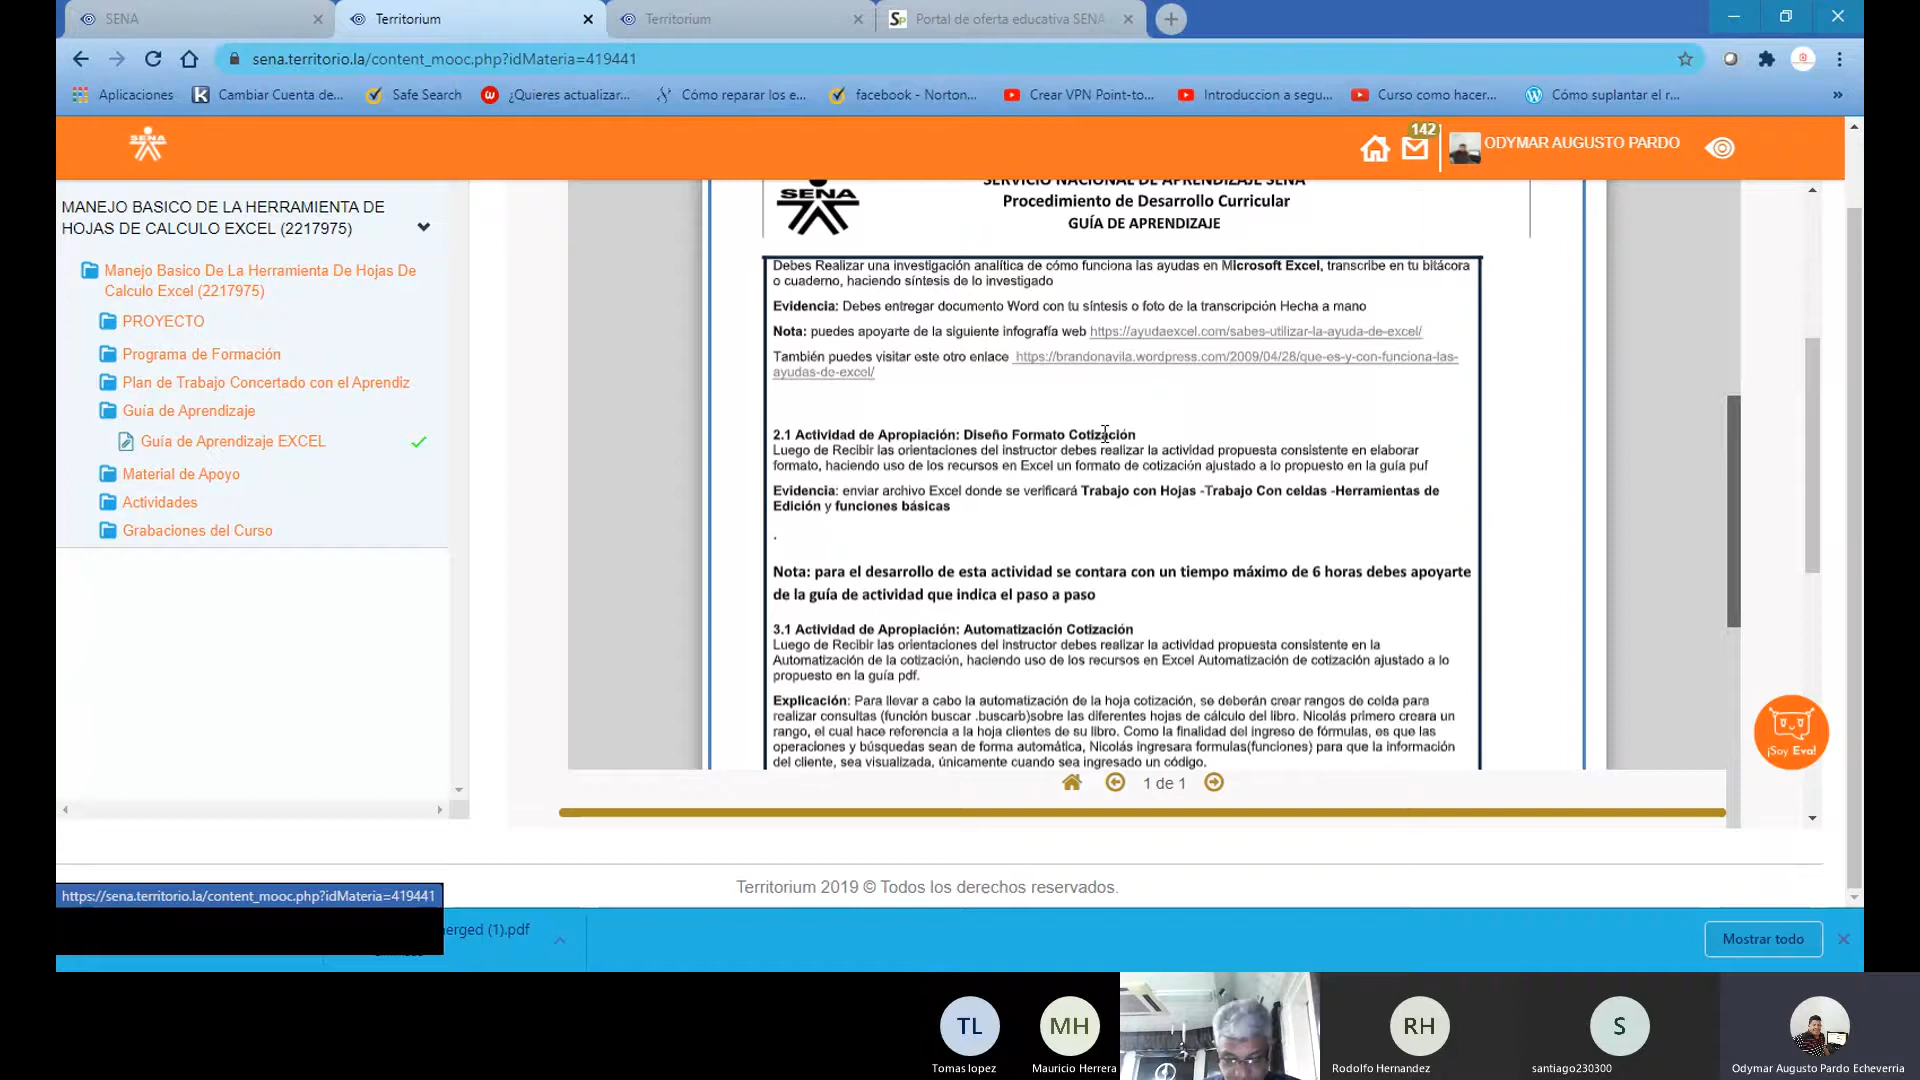 SENA
Territorium
Territorium
Portal de oferta educativa SENA
sena.territorio.la/content_mooc.php?idMateria=419441
Aplicaciones
Cambiar Cuenta de...
Safe Search
¿Quieres actualizar...
Cómo reparar los e...
facebook - Norton...
Crear VPN Point-to...
Introduccion a segu...
Curso como hacer...
Cómo suplantar el r...
»
SENA
142
ODYMAR AUGUSTO PARDO
MANEJO BASICO DE LA HERRAMIENTA DE
HOJAS DE CALCULO EXCEL (2217975)
Manejo Basico De La Herramienta De Hojas De
Calculo Excel (2217975)
PROYECTO
Programa de Formación
Plan de Trabajo Concertado con el Aprendiz
Guía de Aprendizaje
Guía de Aprendizaje EXCEL
Material de Apoyo
Actividades
Grabaciones del Curso
SENA
SERVICIO NACIONAL DE APRENDIZAJE SENA
Procedimiento de Desarrollo Curricular
GUÍA DE APRENDIZAJE
Debes Realizar una investigación analítica de cómo funciona las ayudas en Microsoft Excel, transcribe en tu bitácora
o cuaderno, haciendo síntesis de lo investigado
Evidencia: Debes entregar documento Word con tu síntesis o foto de la transcripción Hecha a mano
Nota: puedes apoyarte de la siguiente infografía web https://ayudaexcel.com/sabes-utilizar-la-ayuda-de-excel/
También puedes visitar este otro enlace https://brandonavila.wordpress.com/2009/04/28/que-es-y-con-funciona-las-
ayudas-de-excel/
2.1 Actividad de Apropiación: Diseño Formato Cotización
Luego de Recibir las orientaciones del instructor debes realizar la actividad propuesta consistente en elaborar
formato, haciendo uso de los recursos en Excel un formato de cotización ajustado a lo propuesto en la guía puf
Evidencia: enviar archivo Excel donde se verificará Trabajo con Hojas -Trabajo Con celdas -Herramientas de
Edición y funciones básicas
.
Nota: para el desarrollo de esta actividad se contara con un tiempo máximo de 6 horas debes apoyarte
de la guía de actividad que indica el paso a paso
3.1 Actividad de Apropiación: Automatización Cotización
Luego de Recibir las orientaciones del instructor debes realizar la actividad propuesta consistente en la
Automatización de la cotización, haciendo uso de los recursos en Excel Automatización de cotización ajustado a lo
propuesto en la guía pdf.
Explicación: Para llevar a cabo la automatización de la hoja cotización, se deberán crear rangos de celda para
realizar consultas (función buscar .buscarb)sobre las diferentes hojas de cálculo del libro. Nicolás primero creara un
rango, el cual hace referencia a la hoja clientes de su libro. Como la finalidad del ingreso de fórmulas, es que las
operaciones y búsquedas sean de forma automática, Nicolás ingresara formulas(funciones) para que la información
del cliente, sea visualizada, únicamente cuando sea ingresado un código.
1 de 1
¡Soy Eva!
Territorium 2019 © Todos los derechos reservados.
https://sena.territorio.la/content_mooc.php?idMateria=419441
erged (1).pdf
Mostrar todo
TL
MH
RH
S
Tomas lopez
Mauricio Herrera
Rodolfo Hernandez
santiago230300
Odymar Augusto Pardo Echeverria